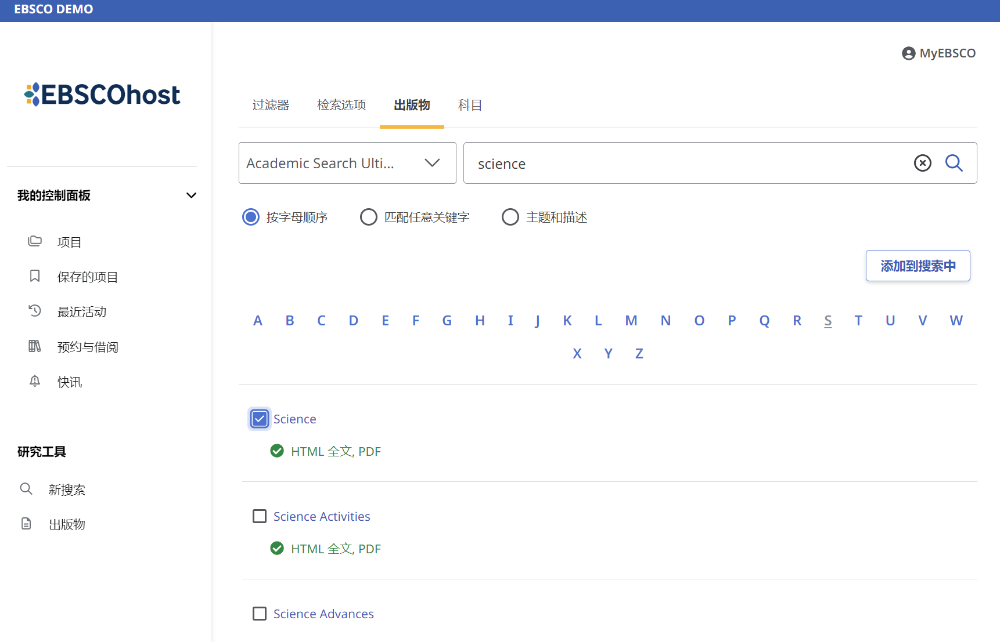 EBSCO DEMO
MyEBSCO
EBSCOhost
过滤器 检索选项 出版物 科目
Academic Search Ulti... science
我的控制面板
按字母顺序 匹配任意关键字 主题和描述
项目
保存的项目
最近活动
预约与借阅
快讯
添加到搜索中
A B C D E F G H I J K L M N O P Q R S T U V W
X Y Z
Science
HTML 全文, PDF
研究工具
新搜索
出版物
Science Activities
HTML 全文, PDF
Science Advances